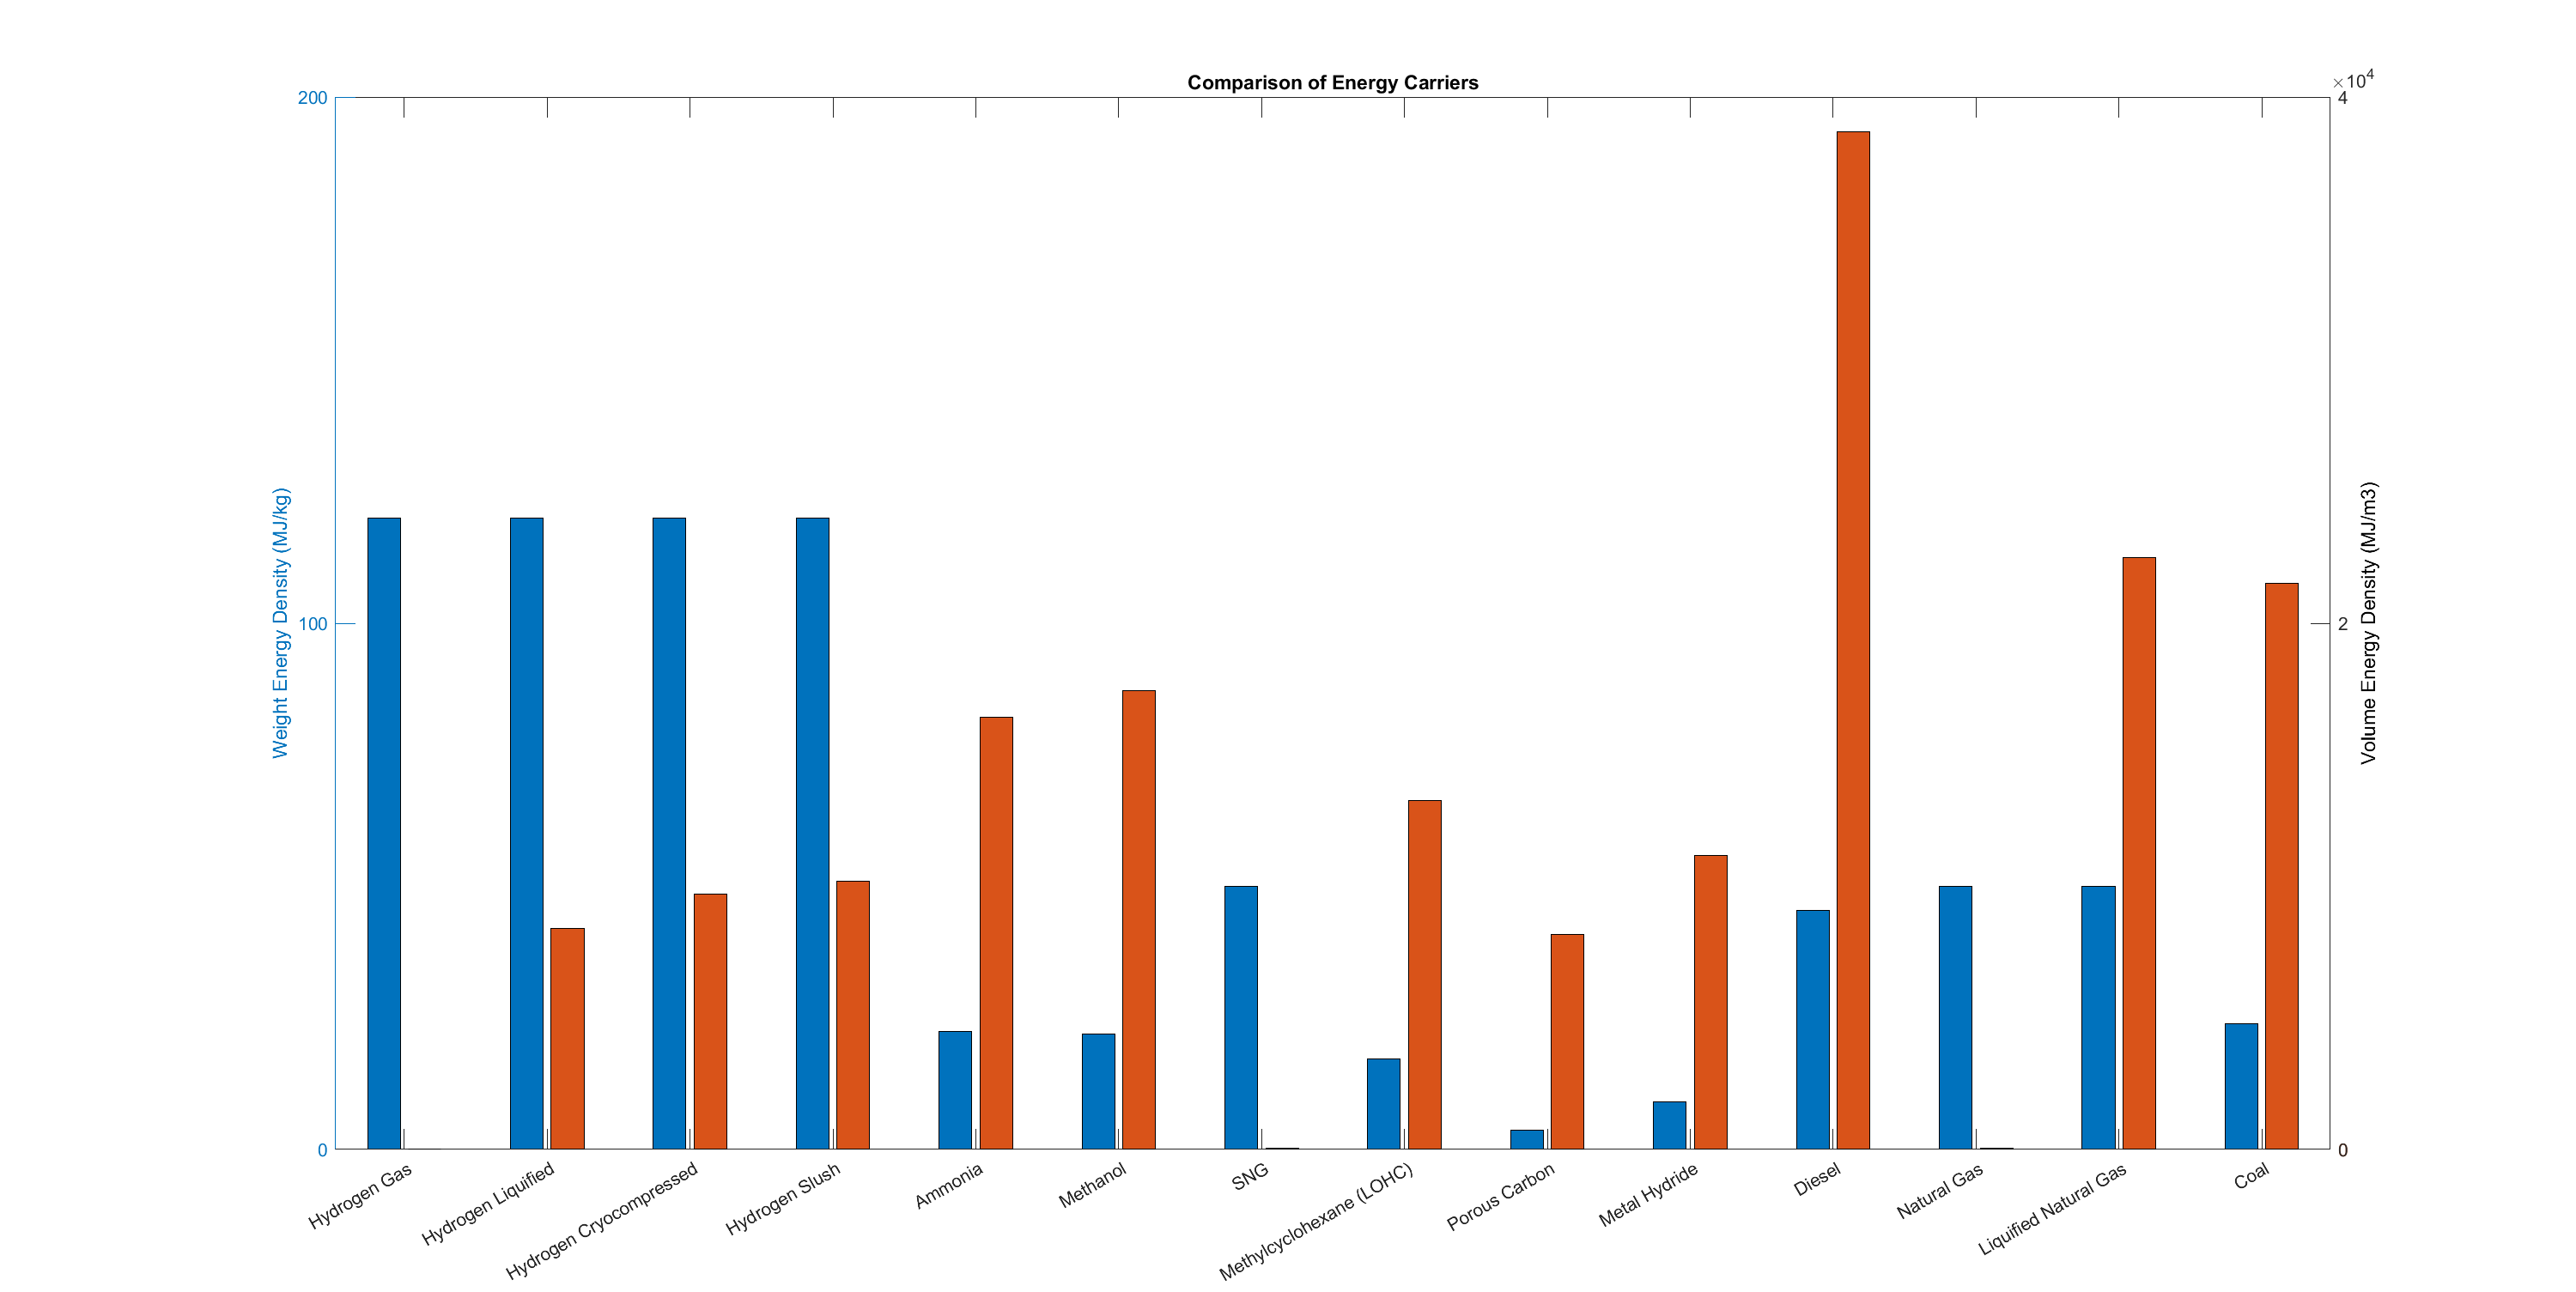 Comparison of Energy Carriers
×10^4
200
100
0
Weight Energy Density (MJ/kg)
4
2
0
Volume Energy Density (MJ/m3)
Hydrogen Gas
Hydrogen Liquified
Hydrogen Cryocompressed
Hydrogen Slush
Ammonia
Methanol
SNG
Methylcyclohexane (LOHC)
Porous Carbon
Metal Hydride
Diesel
Natural Gas
Liquified Natural Gas
Coal